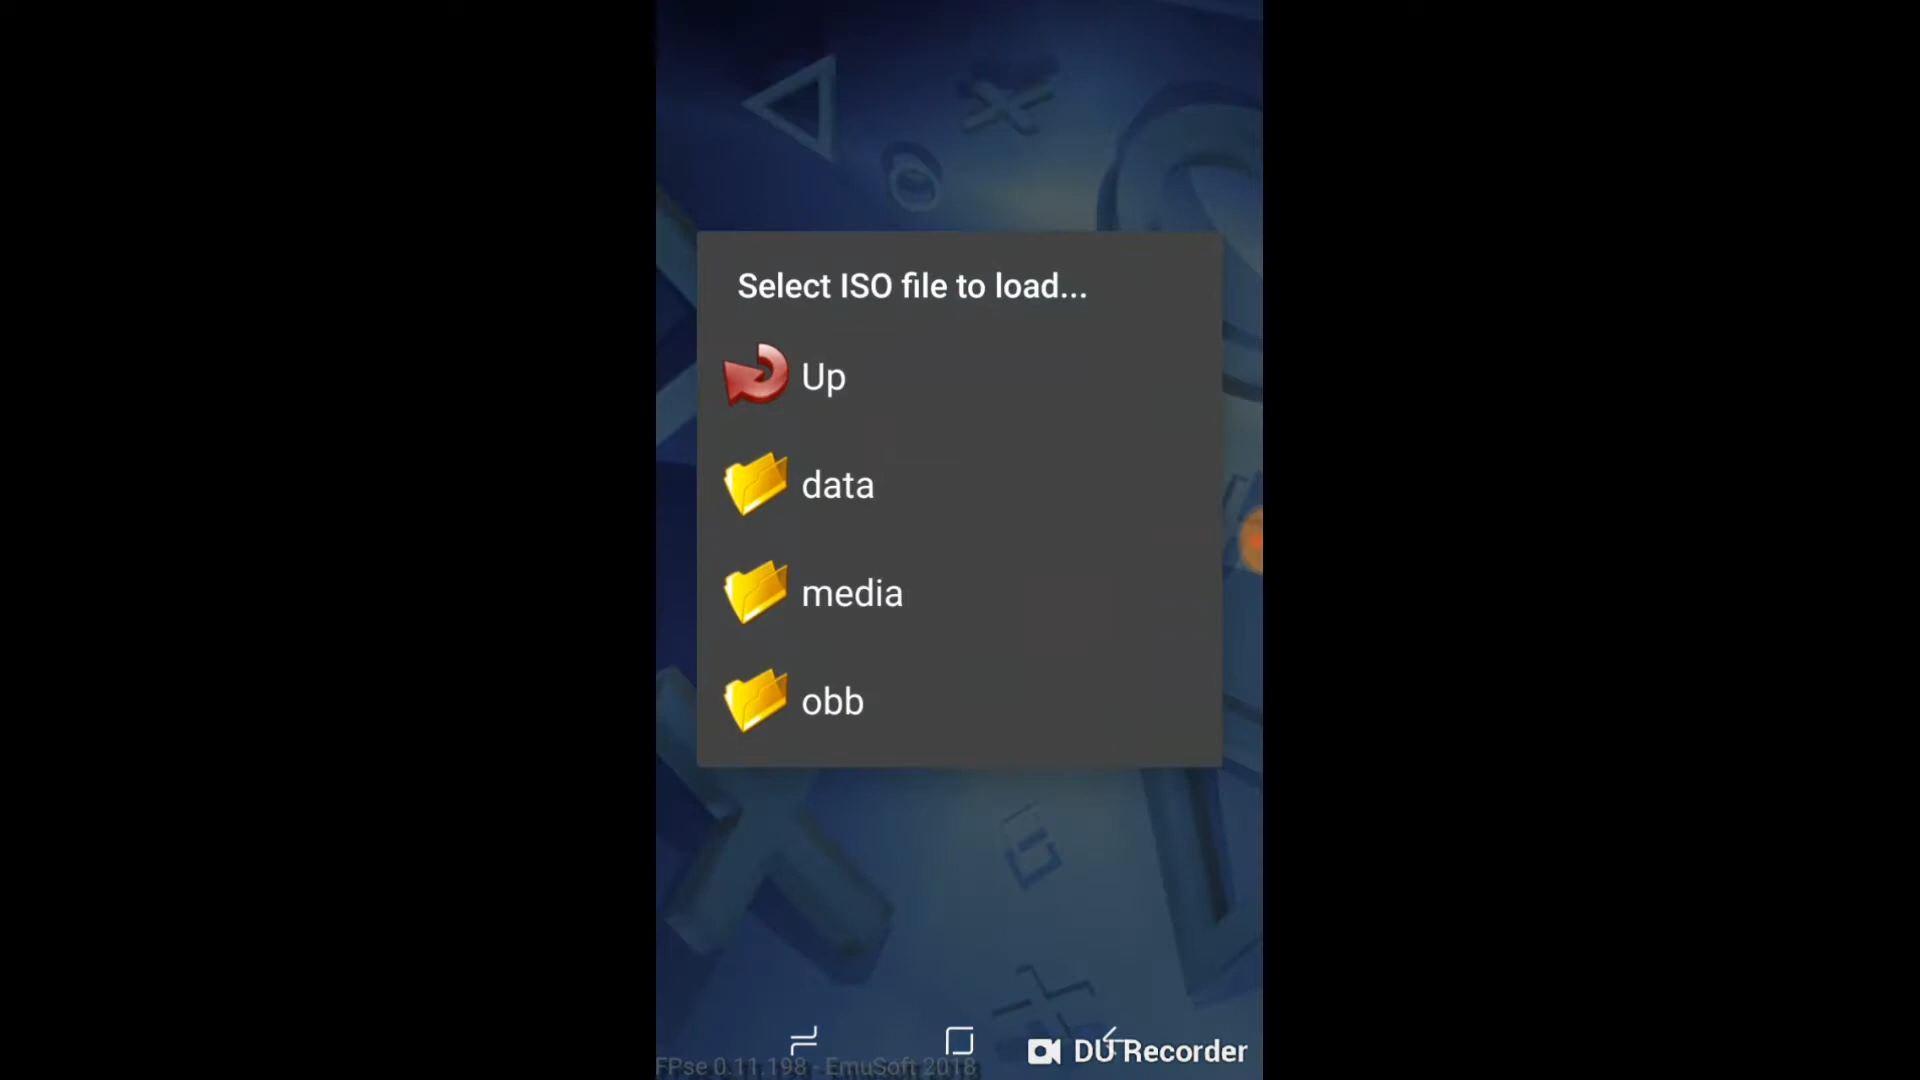 Select ISO file to load...
Up
data
media
obb
DU Recorder
FPse 0.11.198 - EmuSoft 2018